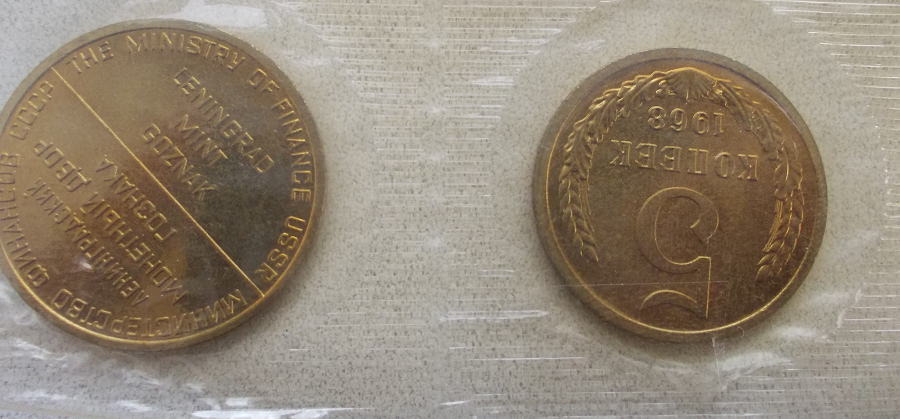 THE MINISTRY OF FINANCE USSR
LENINGRAD
MINT
GOZNAK
МИНИСТЕРСТВО ФИНАНСОВ СССР
ЛЕНИНГРАДСКИЙ
МОНЕТНЫЙ ДВОР
ГОЗНАКА
5
КОПЕЕК
1968